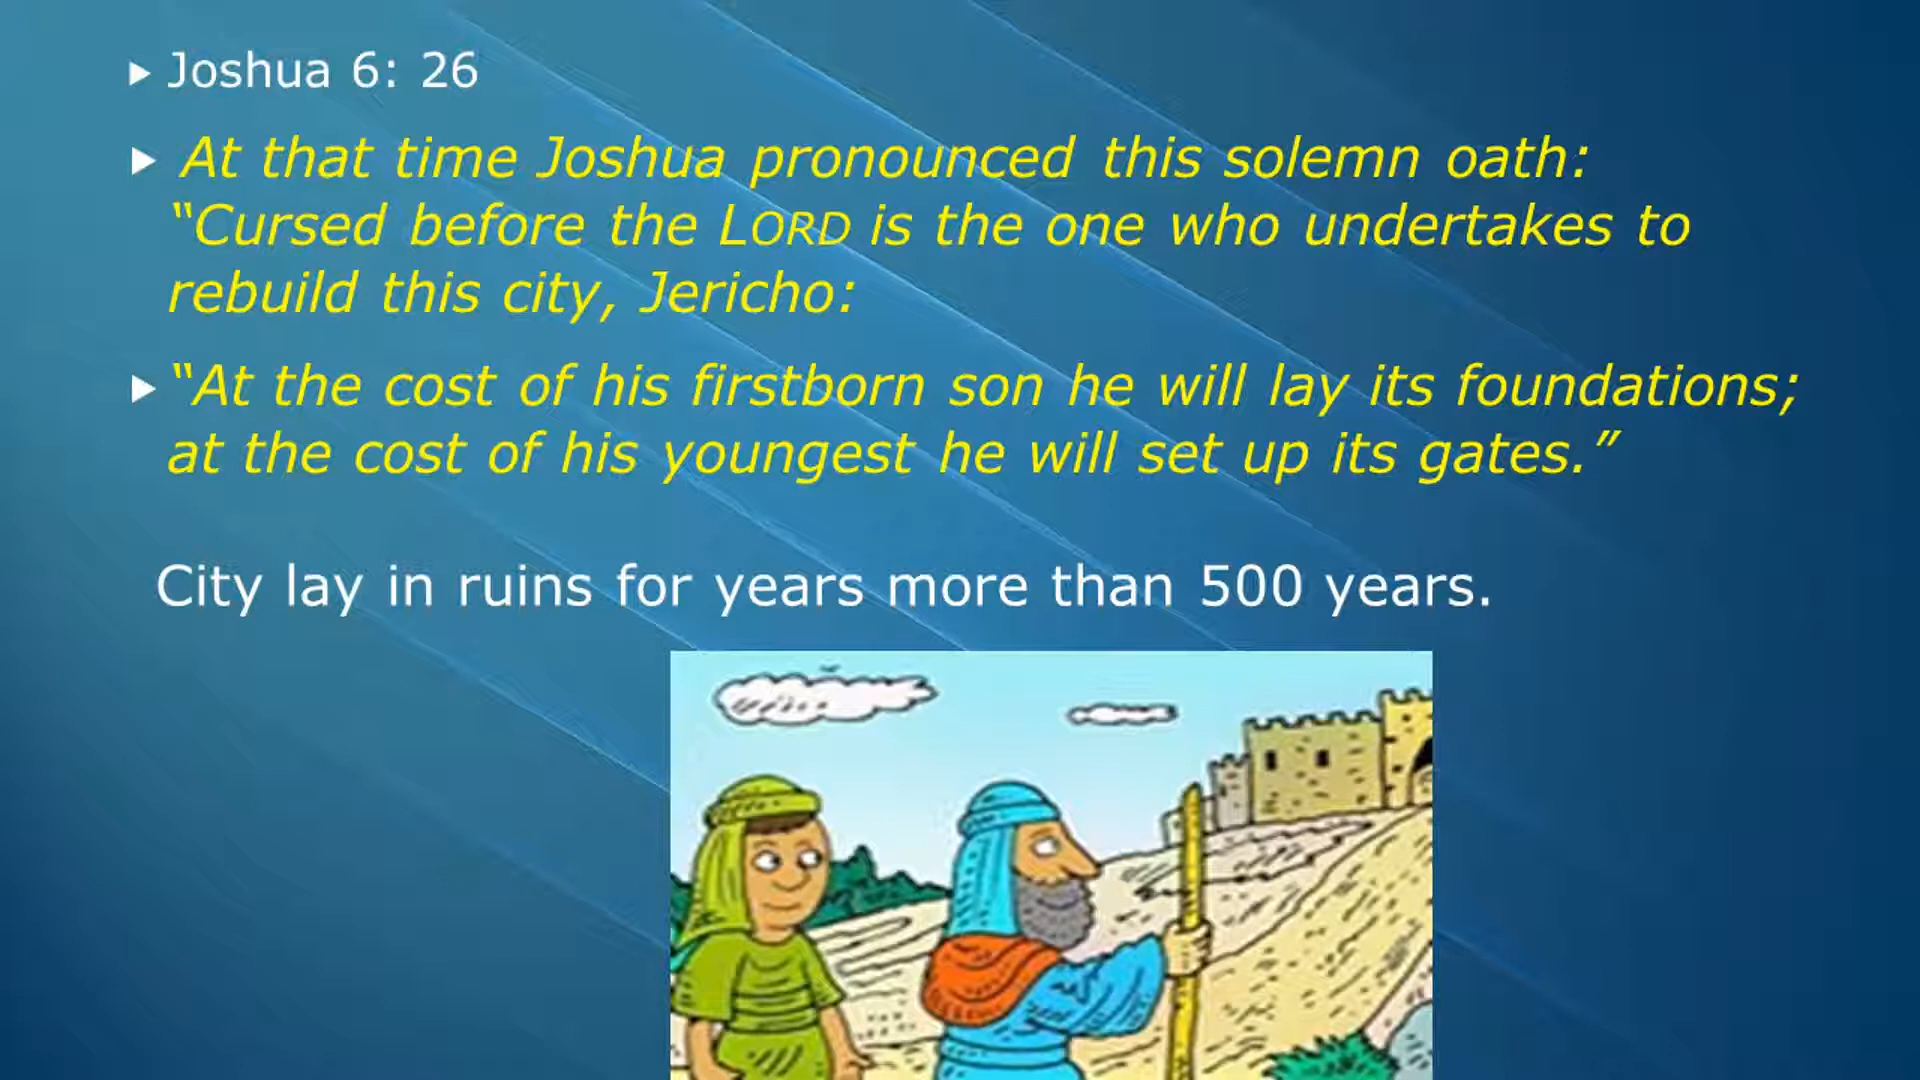 Joshua 6: 26
At that time Joshua pronounced this solemn oath:
“Cursed before the LORD is the one who undertakes to
rebuild this city, Jericho:
“At the cost of his firstborn son he will lay its foundations;
at the cost of his youngest he will set up its gates.”
City lay in ruins for years more than 500 years.